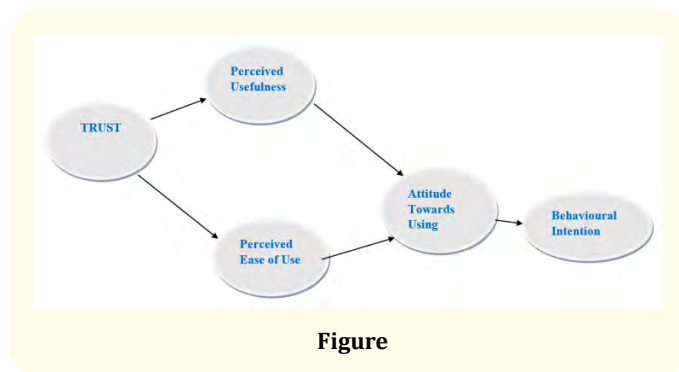 Perceived
Usefulness
TRUST
Attitude
Towards
Using
Behavioural
Intention
Perceived
Ease of Use
Figure